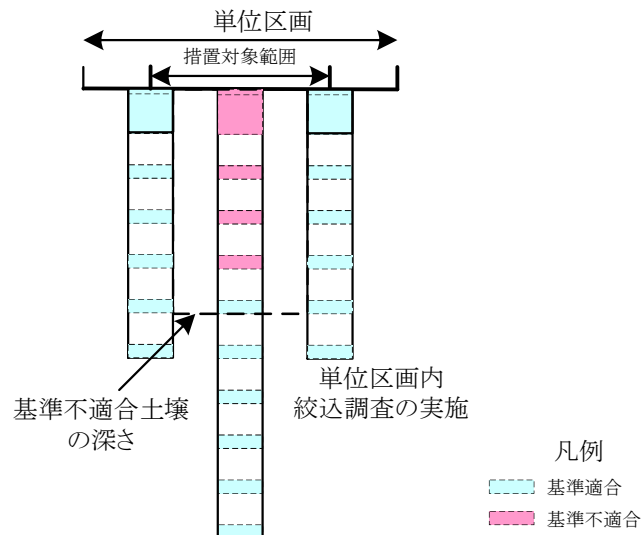 単位区画
措置対象範囲
基準不適合土壌
の深さ
単位区画内
絞込調査の実施
凡例
基準適合
基準不適合